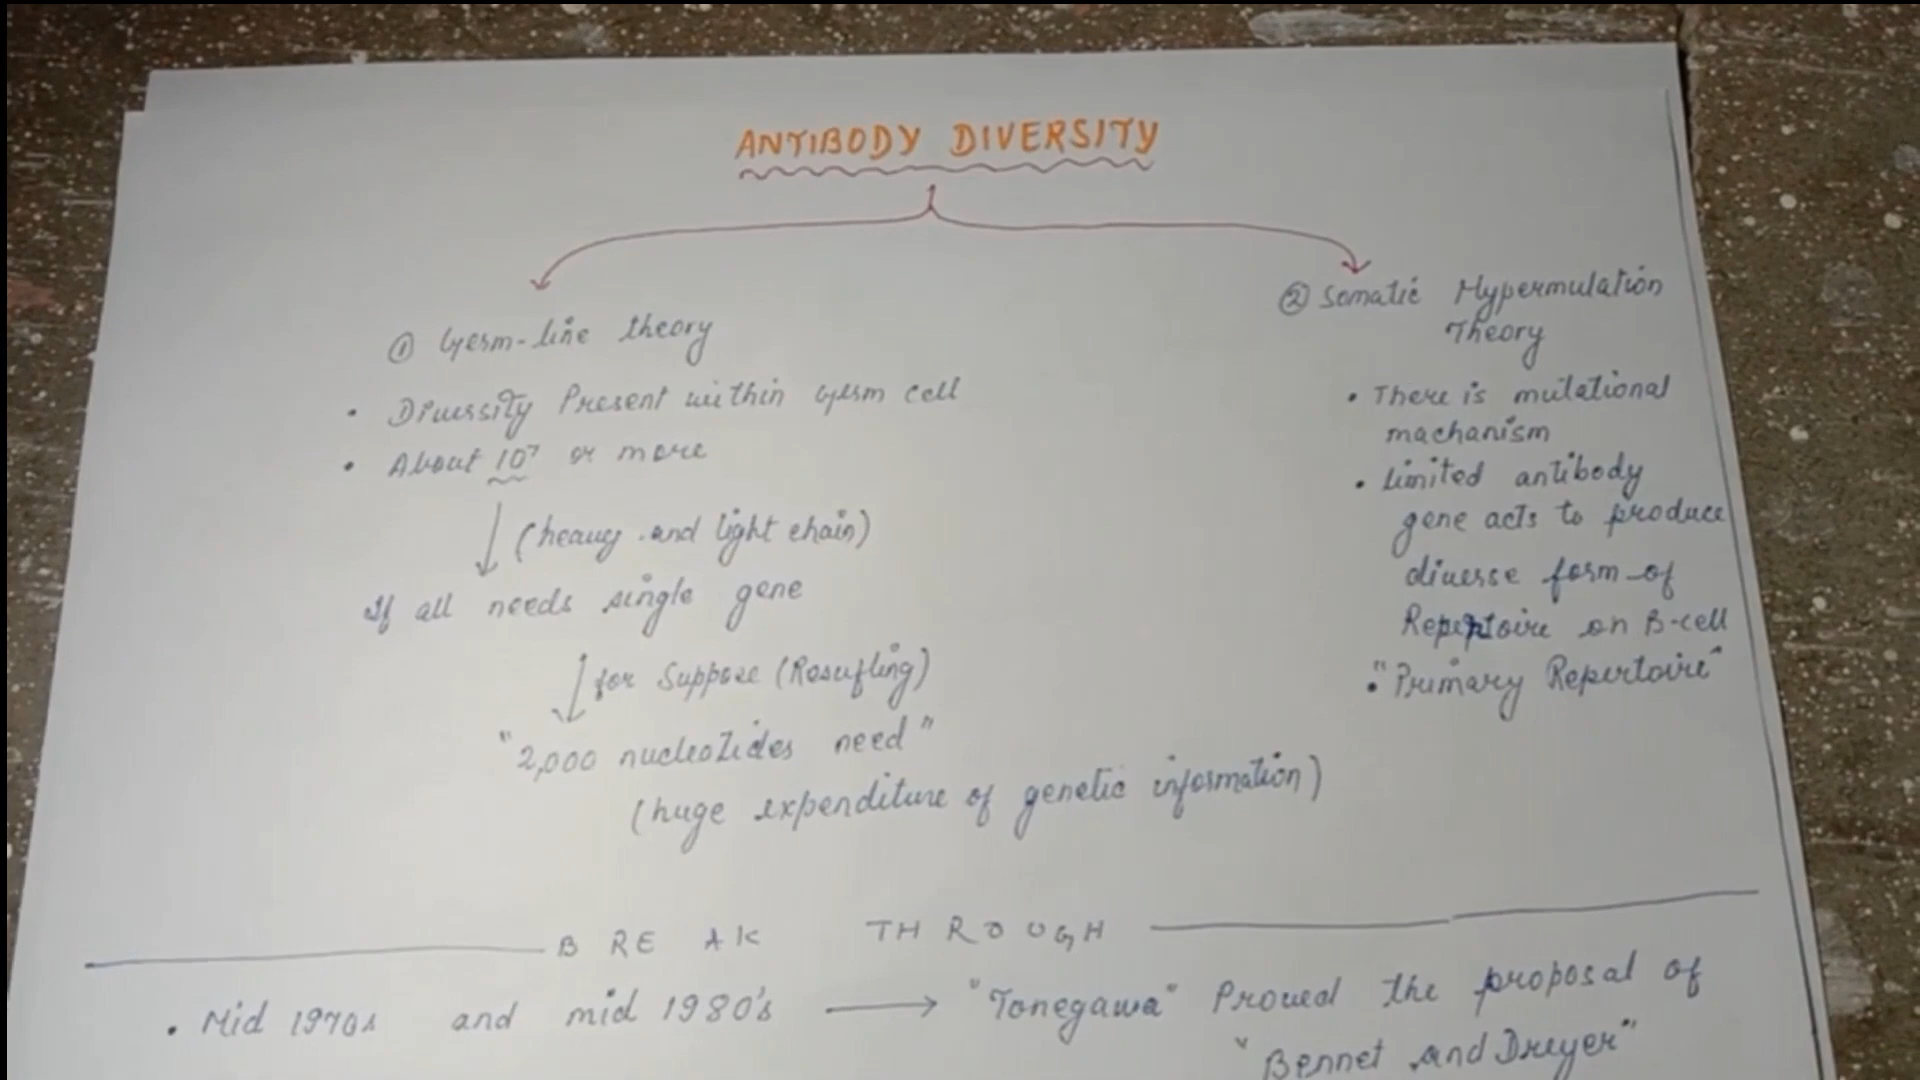 ANTIBODY DIVERSITY
① Germ-line theory
• Diversity Present within Germ cell
• About 10⁷ or more
(heavy and light chain)
If all needs single gene
for Suppose (Resufling)
"2,000 nucleotides need"
(huge expenditure of genetic information)
② Somatic Hypermutation
Theory
• There is mutational
machanism
• Limited antibody
gene acts to produce
diverse form of
Repertoire on B-cell
• "Primary Repertoire"
BREAK THROUGH
• Mid 1970s and mid 1980's → "Tonegawa" Proved the proposal of
"Bennet and Dreyer"